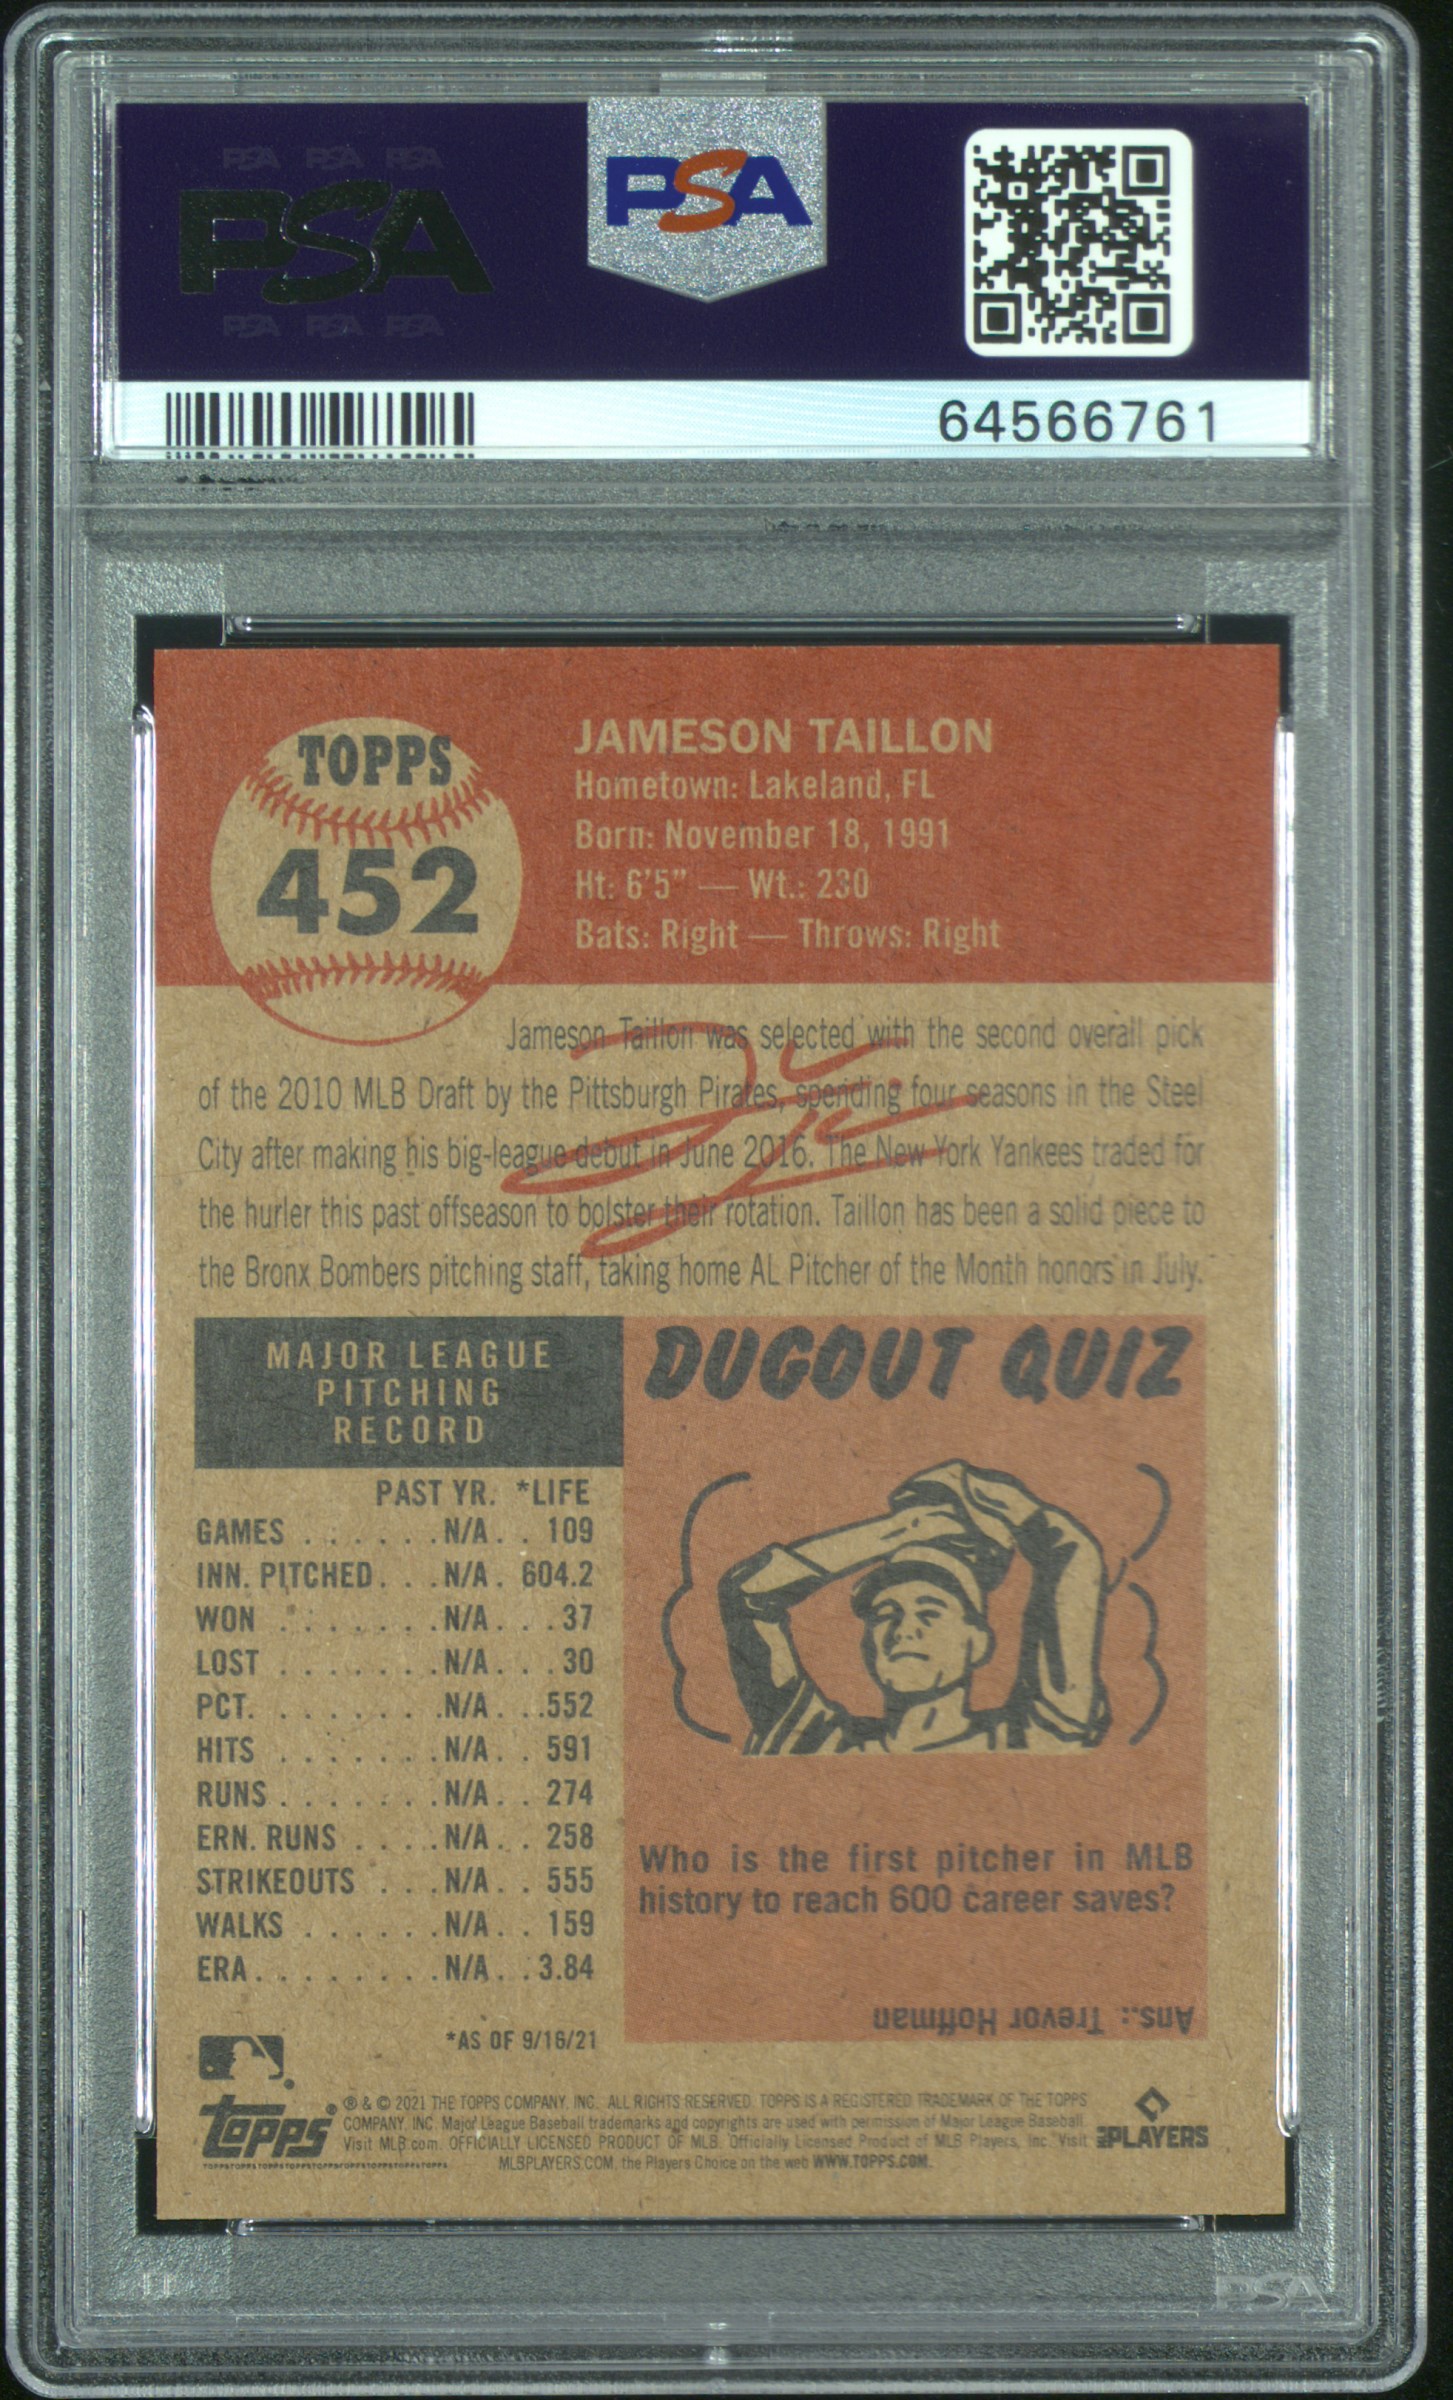 PSA PSA PSA
PSA
PSA PSA PSA
PSA
64566761
TOPPS
452
JAMESON TAILLON
Hometown: Lakeland, FL
Born: November 18, 1991
Ht: 6'5" — Wt.: 230
Bats: Right — Throws: Right
Jameson Taillon was selected with the second overall pick
of the 2010 MLB Draft by the Pittsburgh Pirates, spending four seasons in the Steel
City after making his big-league debut in June 2016. The New York Yankees traded for
the hurler this past offseason to bolster their rotation. Taillon has been a solid piece to
the Bronx Bombers pitching staff, taking home AL Pitcher of the Month honors in July.
MAJOR LEAGUE
PITCHING
RECORD
PAST YR. *LIFE
GAMES . . . . . . . N/A . . 109
INN. PITCHED . . . N/A . 604.2
WON . . . . . . . N/A . . . 37
LOST . . . . . . . N/A . . . 30
PCT. . . . . . . . N/A . . .552
HITS . . . . . . . N/A . . 591
RUNS . . . . . . . N/A . . 274
ERN. RUNS . . . . N/A . . 258
STRIKEOUTS . . . N/A . . 555
WALKS . . . . . . N/A . . 159
ERA . . . . . . . . N/A . . 3.84
*AS OF 9/16/21
DUGOUT QUIZ
Who is the first pitcher in MLB
history to reach 600 career saves?
Ans.: Trevor Hoffman
topps®
® & © 2021 THE TOPPS COMPANY, INC. ALL RIGHTS RESERVED. TOPPS IS A REGISTERED TRADEMARK OF THE TOPPS
COMPANY, INC. Major League Baseball trademarks and copyrights are used with permission of Major League Baseball.
Visit MLB.com. OFFICIALLY LICENSED PRODUCT OF MLB. Officially Licensed Product of MLB Players, Inc. Visit
MLBPLAYERS.COM, the Players Choice on the web WWW.TOPPS.COM.
TOPPSTOPPSTOPPSTOPPSTOPPSTOPPSTOPPSTOPPSTOPPS
MLBPLAYERS
PSA